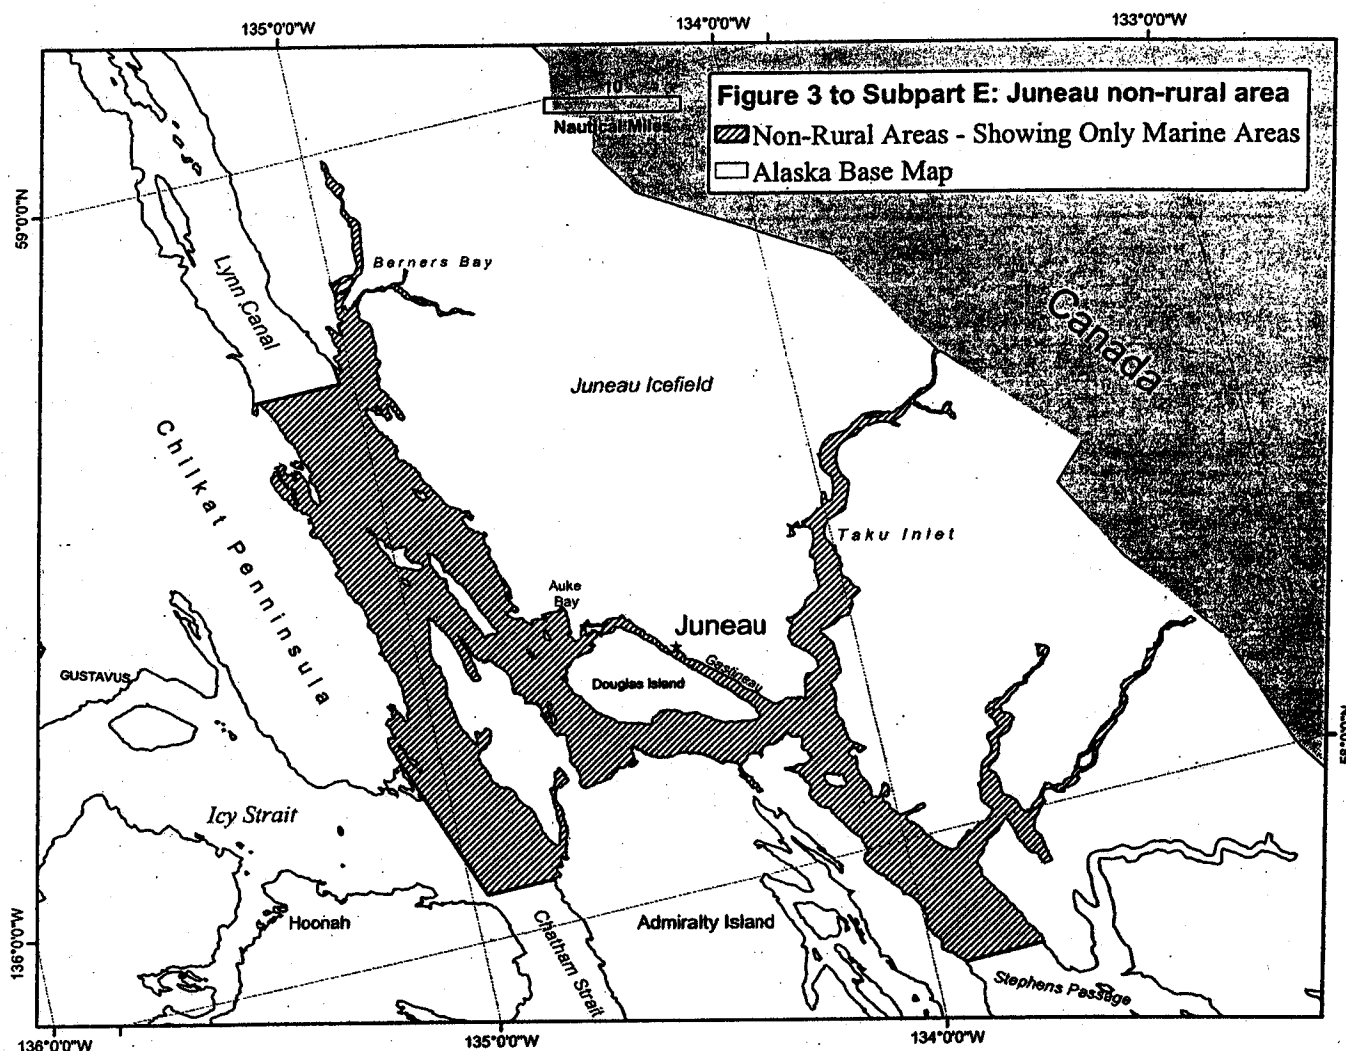 135°0'0"W
134°0'0"W
133°0'0"W
10
Nautical Miles
Figure 3 to Subpart E: Juneau non-rural area
Non-Rural Areas - Showing Only Marine Areas
Alaska Base Map
59°0'0"N
Berners Bay
Lynn Canal
Canada
Juneau Icefield
Chilkat Penninsula
Taku Inlet
Auke
Bay
Juneau
Gastineau
Douglas Island
GUSTAVUS
58°0'0"N
Icy Strait
Hoonah
Admiralty Island
Chatham Strait
Stephens Passage
136°0'0"W
136°0'0"W
135°0'0"W
134°0'0"W